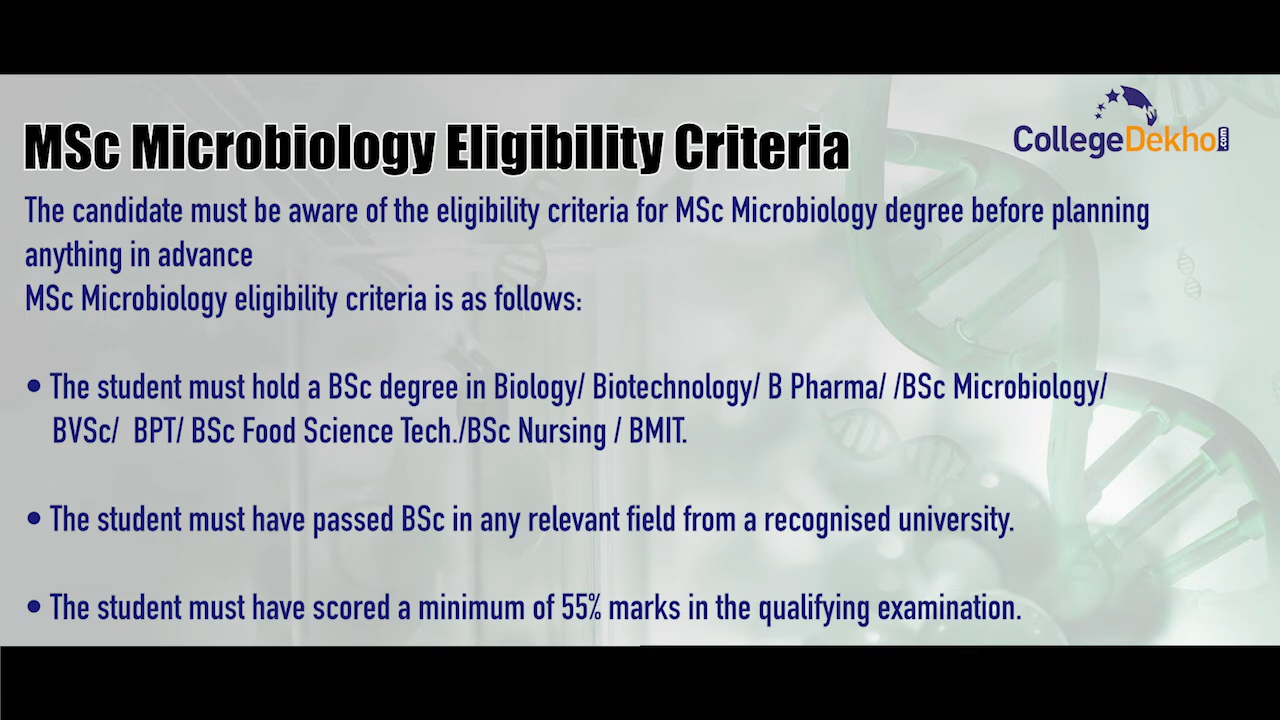 MSc Microbiology Eligibility Criteria
CollegeDekho.com
The candidate must be aware of the eligibility criteria for MSc Microbiology degree before planning
anything in advance
MSc Microbiology eligibility criteria is as follows:
• The student must hold a BSc degree in Biology/ Biotechnology/ B Pharma/ /BSc Microbiology/
BVSc/  BPT/ BSc Food Science Tech./BSc Nursing / BMIT.
• The student must have passed BSc in any relevant field from a recognised university.
• The student must have scored a minimum of 55% marks in the qualifying examination.